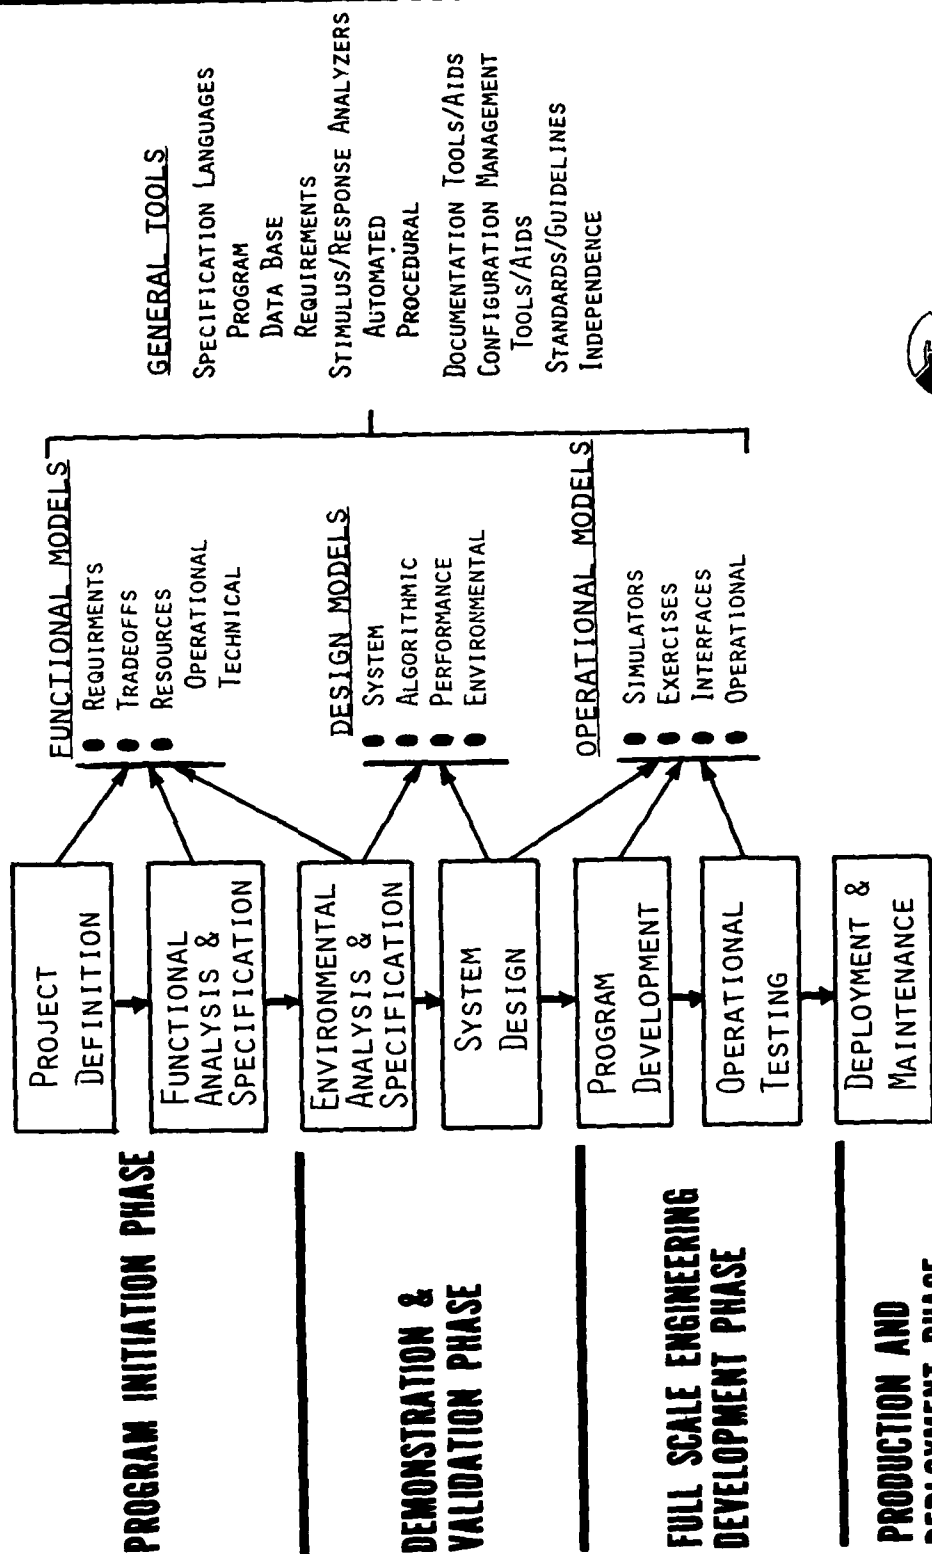 PROGRAM INITIATION PHASE
DEMONSTRATION &
VALIDATION PHASE
FULL SCALE ENGINEERING
DEVELOPMENT PHASE
PRODUCTION AND
DEPLOYMENT PHASE
PROJECT
DEFINITION
FUNCTIONAL
ANALYSIS &
SPECIFICATION
ENVIRONMENTAL
ANALYSIS &
SPECIFICATION
SYSTEM
DESIGN
PROGRAM
DEVELOPMENT
OPERATIONAL
TESTING
DEPLOYMENT &
MAINTENANCE
FUNCTIONAL MODELS
REQUIRMENTS
TRADEOFFS
RESOURCES
OPERATIONAL
TECHNICAL
DESIGN MODELS
SYSTEM
ALGORITHMIC
PERFORMANCE
ENVIRONMENTAL
OPERATIONAL MODELS
SIMULATORS
EXERCISES
INTERFACES
OPERATIONAL
GENERAL TOOLS
SPECIFICATION LANGUAGES
PROGRAM
DATA BASE
REQUIREMENTS
STIMULUS/RESPONSE ANALYZERS
AUTOMATED
PROCEDURAL
DOCUMENTATION TOOLS/AIDS
CONFIGURATION MANAGEMENT
TOOLS/AIDS
STANDARDS/GUIDELINES
INDEPENDENCE